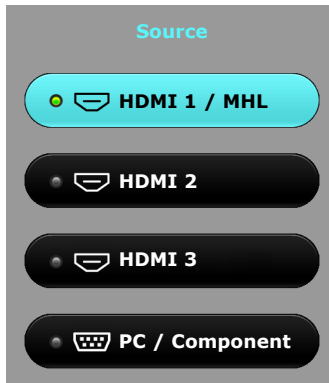 Source
HDMI 1 / MHL
HDMI 2
HDMI 3
PC / Component